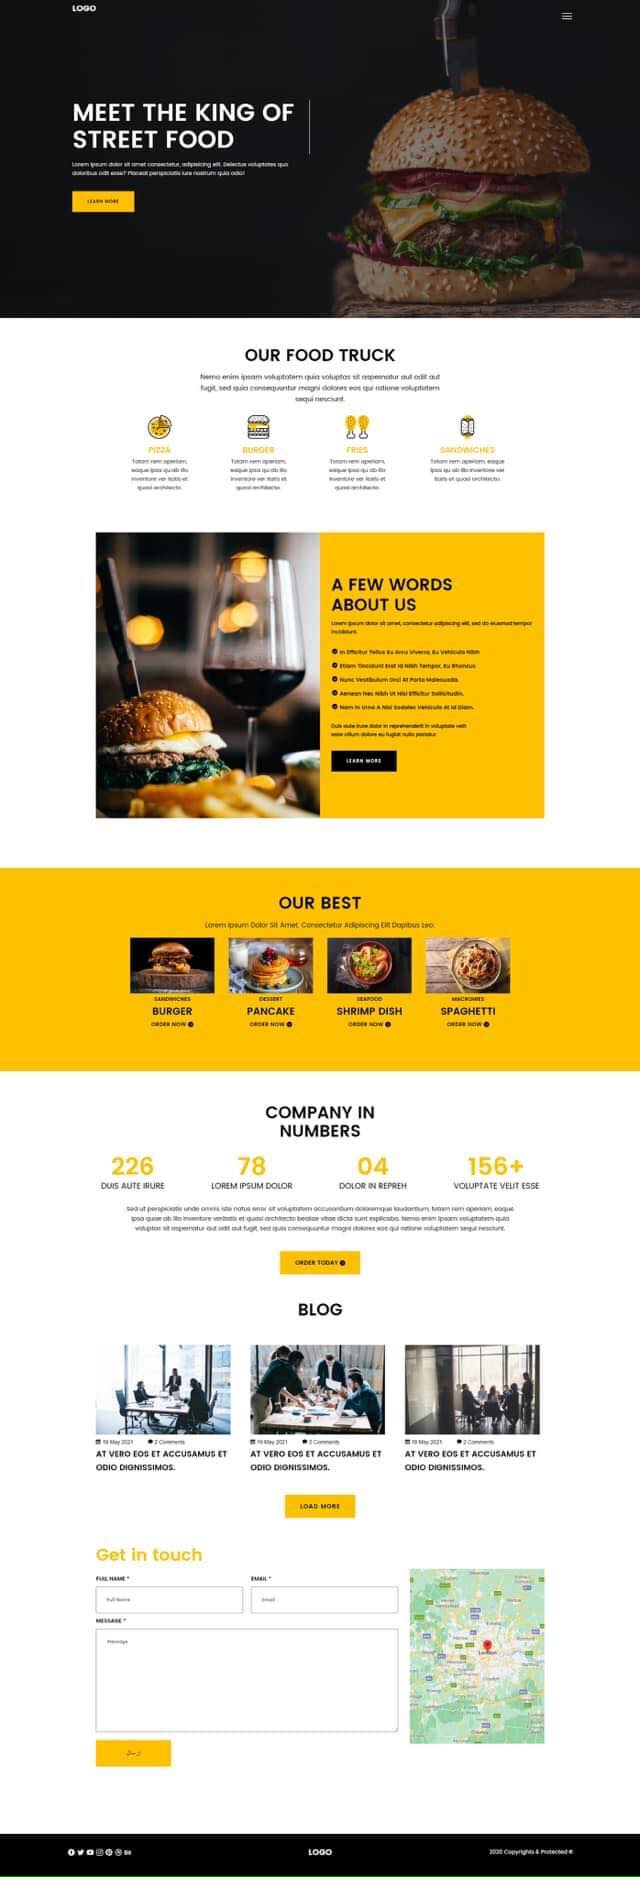 LOGO
MEET THE KING OF
STREET FOOD
Lorem ipsum dolor sit amet consectetur, adipisicing elit. Delectus voluptates quo
doloribus odit esse? Placeat perspiciatis iure nostrum quia odio!
LEARN MORE
OUR FOOD TRUCK
Nemo enim ipsam voluptatem quia voluptas sit aspernatur aut odit aut
fugit, sed quia consequuntur magni dolores eos qui ratione voluptatem
sequi nesciunt.
PIZZA
Totam rem aperiam,
eaque ipsa qu ab illo
inventore ver itatis et
quasi architecto.
BURGER
Totam rem aperiam,
eaque ipsa qu ab illo
inventore ver itatis et
quasi architecto.
FRIES
Totam rem aperiam,
eaque ipsa qu ab illo
inventore ver itatis et
quasi architecto.
SANDWICHES
Totam rem aperiam, eaque
ipsa qu ab illo inventore ver
itatis et quasi architecto.
A FEW WORDS
ABOUT US
Lorem ipsum dolor sit amet, consectetur adipiscing elit, sed do eiusmod tempor
incididunt.
In Efficitur Tellus Eu Arcu Viverra, Eu Vehicula Nibh
Etiam Tincidunt Erat Id Nibh Tempor, Eu Rhoncus
Nunc Vestibulum Orci At Porta Malesuada.
Aenean Nec Nibh Ut Nisl Efficitur Sollicitudin.
Nam In Urna A Nisl Sodales Vehicula At Id Diam.
Duis aute irure dolor in reprehenderit in voluptate velit
esse cillum dolore eu fugiat nulla pariatur.
LEARN MORE
OUR BEST
Lorem Ipsum Dolor Sit Amet, Consectetur Adipiscing Elit Dapibus Leo.
SANDWICHES
BURGER
ORDER NOW
DESSERT
PANCAKE
ORDER NOW
SEAFOOD
SHRIMP DISH
ORDER NOW
MACRONIES
SPAGHETTI
ORDER NOW
COMPANY IN
NUMBERS
226
DUIS AUTE IRURE
78
LOREM IPSUM DOLOR
04
DOLOR IN REPREH
156+
VOLUPTATE VELIT ESSE
Sed ut perspiciatis unde omnis iste natus error sit voluptatem accusantium doloremque laudantium, totam rem aperiam, eaque
ipsa quae ab illo inventore veritatis et quasi architecto beatae vitae dicta sunt explicabo. Nemo enim ipsam voluptatem quia
voluptas sit aspernatur aut odit aut fugit, sed quia consequuntur magni dolores eos qui ratione voluptatem sequi nesciunt.
ORDER TODAY
BLOG
19 May 2021 2 Comments
AT VERO EOS ET ACCUSAMUS ET
ODIO DIGNISSIMOS.
19 May 2021 2 Comments
AT VERO EOS ET ACCUSAMUS ET
ODIO DIGNISSIMOS.
19 May 2021 2 Comments
AT VERO EOS ET ACCUSAMUS ET
ODIO DIGNISSIMOS.
LOAD MORE
Get in touch
FULL NAME *
Full Name
EMAIL *
Email
MESSAGE *
Message
London
LOGO
2020 Copyrights & Protected ©